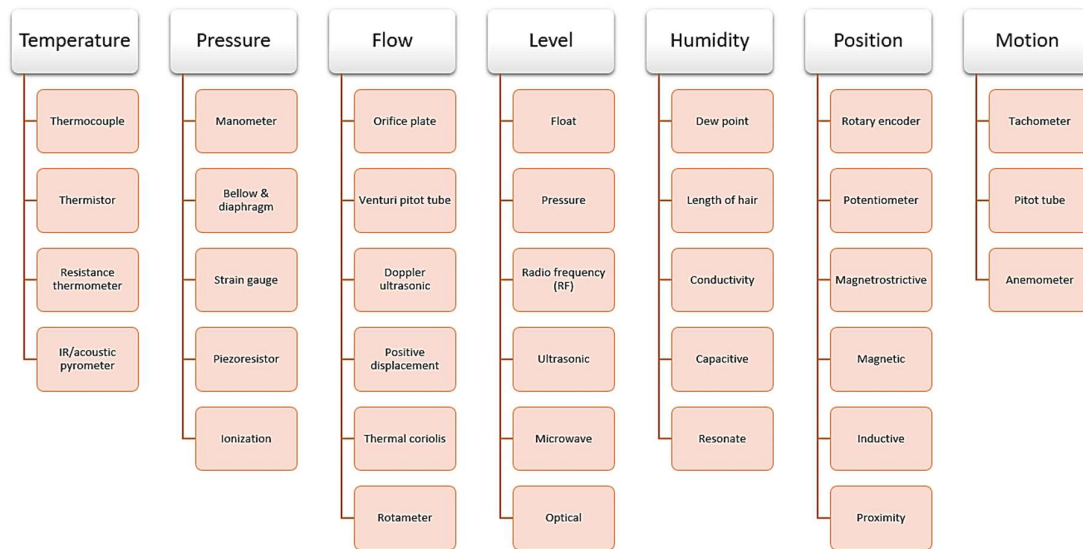 Temperature
Thermocouple
Thermistor
Resistance
thermometer
IR/acoustic
pyrometer
Pressure
Manometer
Bellow &
diaphragm
Strain gauge
Piezoresistor
Ionization
Flow
Orifice plate
Venturi pitot tube
Doppler
ultrasonic
Positive
displacement
Thermal coriolis
Rotameter
Level
Float
Pressure
Radio frequency
(RF)
Ultrasonic
Microwave
Optical
Humidity
Dew point
Length of hair
Conductivity
Capacitive
Resonate
Position
Rotary encoder
Potentiometer
Magnetrostrictive
Magnetic
Inductive
Proximity
Motion
Tachometer
Pitot tube
Anemometer